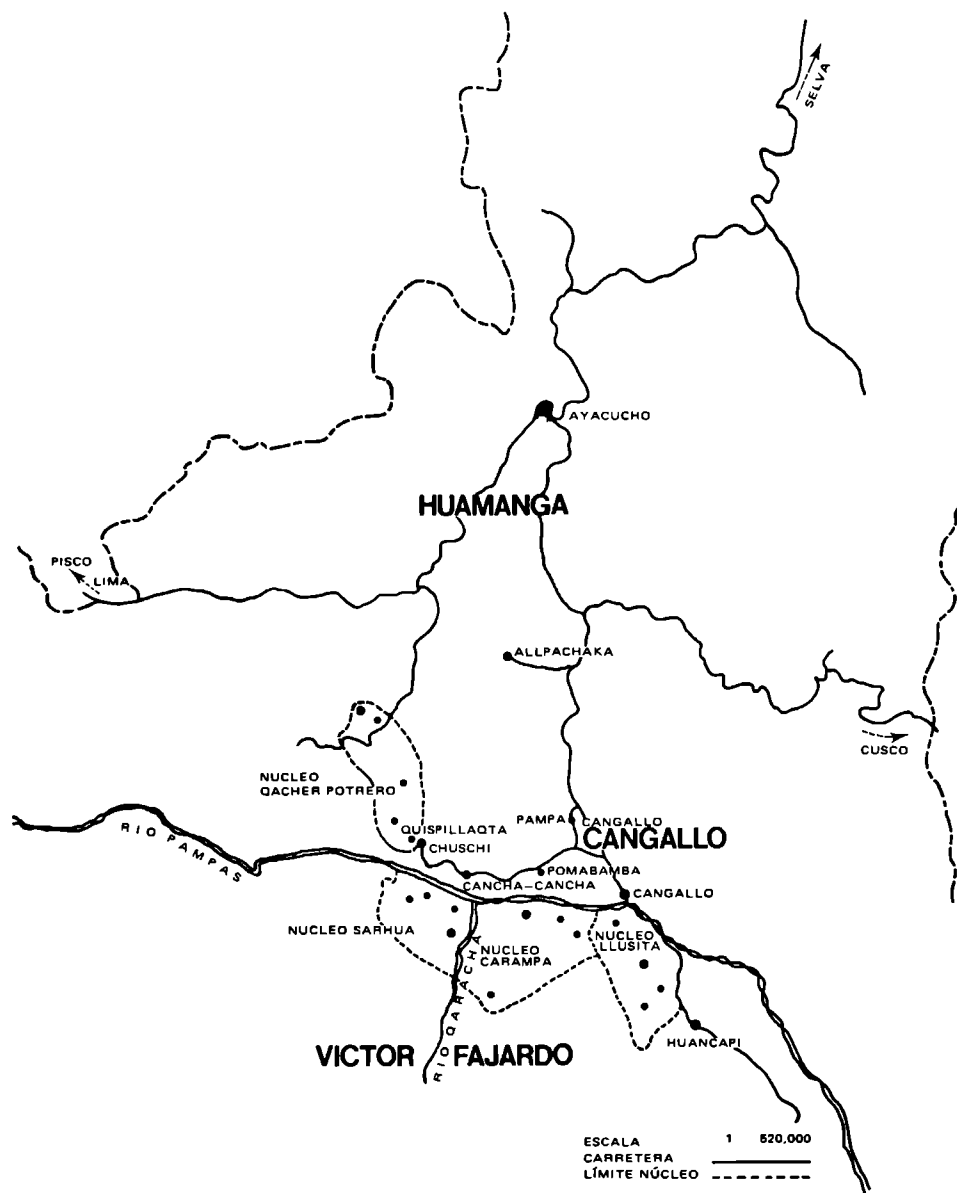 SELVA
AYACUCHO
HUAMANGA
PISCO
LIMA
ALLPACHAKA
CUSCO
NUCLEO
QACHER POTRERO
RIO PAMPAS
QUISPILLAQTA
CHUSCHI
PAMPA CANGALLO
CANGALLO
POMABAMBA
CANCHA-CANCHA
CANGALLO
NUCLEO SARHUA
NUCLEO
CARAMPA
NUCLEO
LLUSITA
RIO QARACHA
HUANCAPI
VICTOR FAJARDO
ESCALA 1 520,000
CARRETERA
LÍMITE NÚCLEO